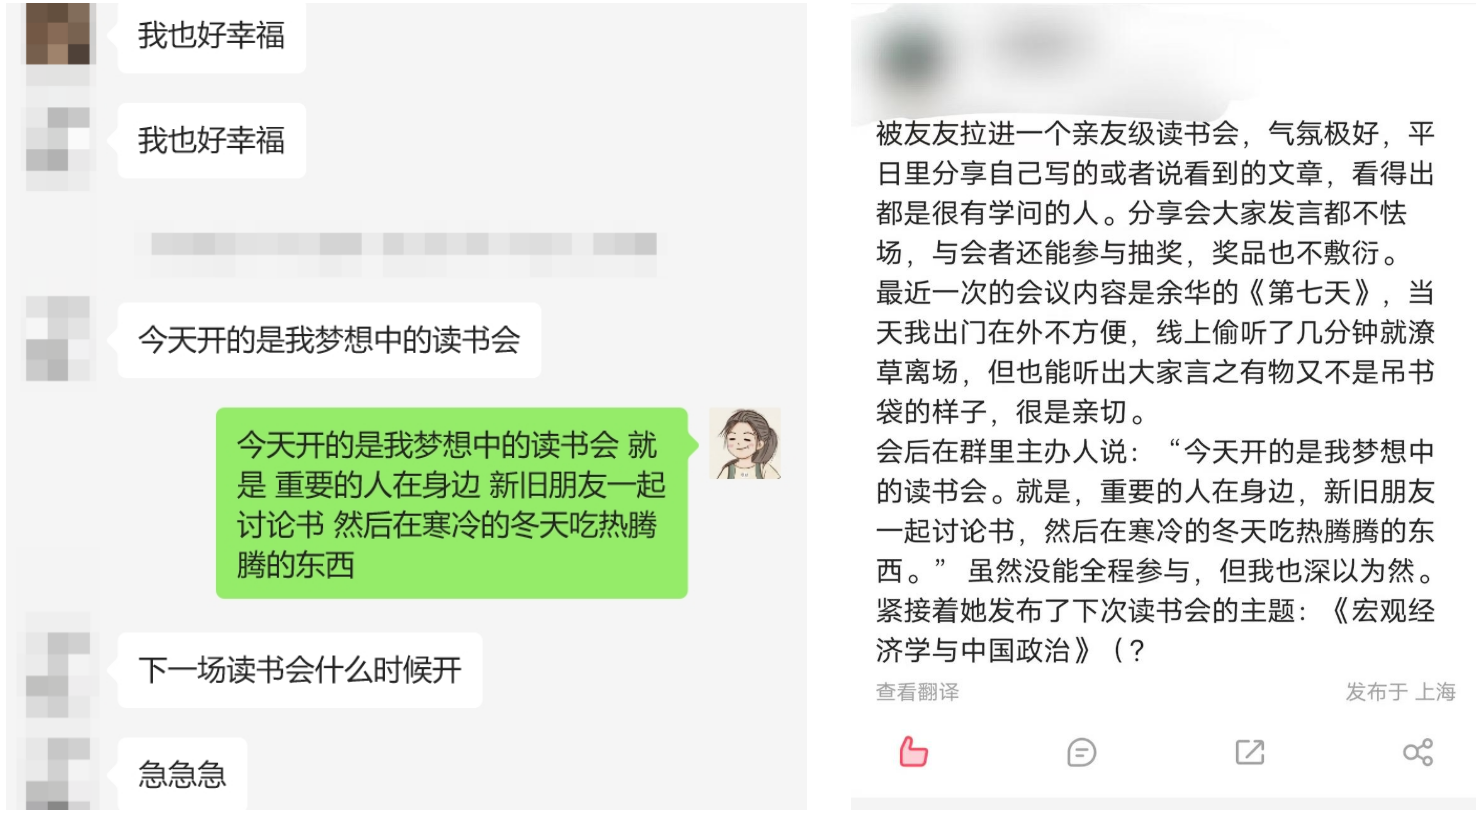 我也好幸福
我也好幸福
今天开的是我梦想中的读书会
今天开的是我梦想中的读书会 就
是 重要的人在身边 新旧朋友一起
讨论书 然后在寒冷的冬天吃热腾
腾的东西
下一场读书会什么时候开
急急急
被友友拉进一个亲友级读书会，气氛极好，平
日里分享自己写的或者说看到的文章，看得出
都是很有学问的人。分享会大家发言都不怯
场，与会者还能参与抽奖，奖品也不敷衍。
最近一次的会议内容是余华的《第七天》，当
天我出门在外不方便，线上偷听了几分钟就潦
草离场，但也能听出大家言之有物又不是吊书
袋的样子，很是亲切。
会后在群里主办人说：“今天开的是我梦想中
的读书会。就是，重要的人在身边，新旧朋友
一起讨论书，然后在寒冷的冬天吃热腾腾的东
西。” 虽然没能全程参与，但我也深以为然。
紧接着她发布了下次读书会的主题：《宏观经
济学与中国政治》（？
查看翻译
发布于 上海